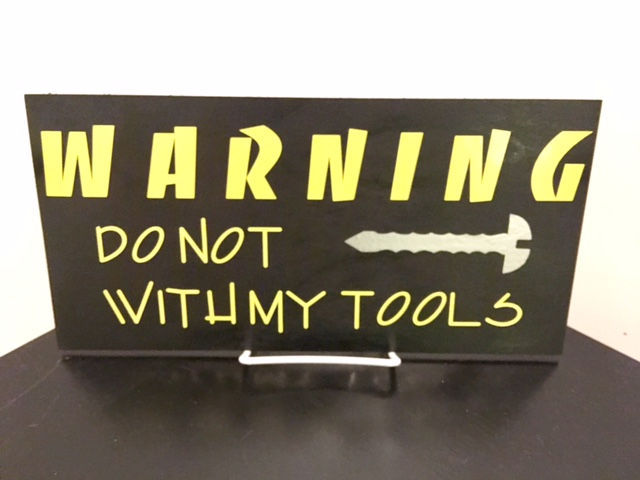 WARNING
DO NOT
WITH MY TOOLS